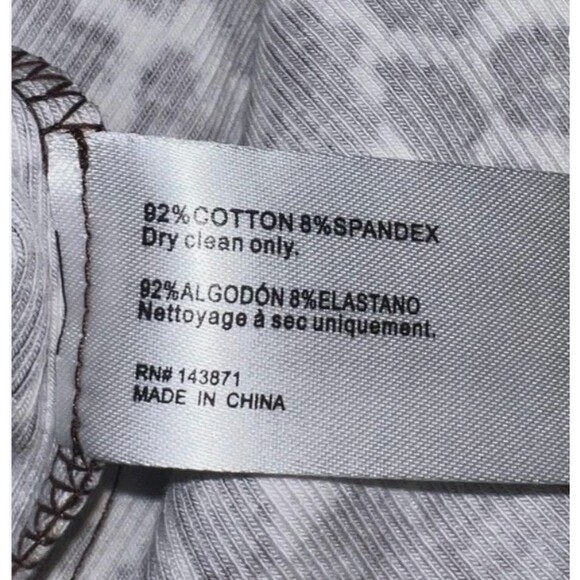 92%COTTON 8%SPANDEX
Dry clean only.
92%ALGODÓN 8%ELASTANO
Nettoyage à sec uniquement.
RN# 143871
MADE IN CHINA